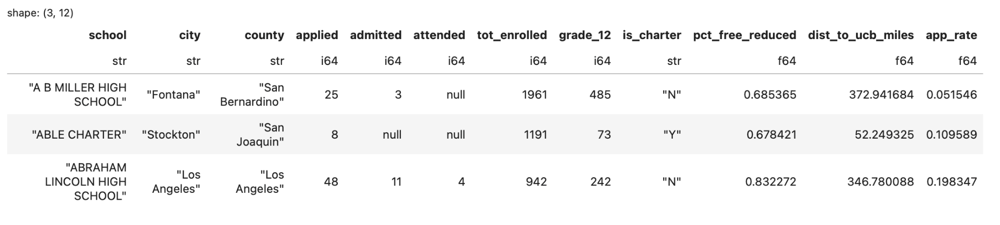 shape: (3, 12)
school city county applied admitted attended tot_enrolled grade_12 is_charter pct_free_reduced dist_to_ucb_miles app_rate
str str str i64 i64 i64 i64 i64 str f64 f64 f64
"A B MILLER HIGH
SCHOOL" "Fontana" "San
Bernardino" 25 3 null 1961 485 "N" 0.685365 372.941684 0.051546
"ABLE CHARTER" "Stockton" "San
Joaquin" 8 null null 1191 73 "Y" 0.678421 52.249325 0.109589
"ABRAHAM
LINCOLN HIGH
SCHOOL" "Los
Angeles" "Los
Angeles" 48 11 4 942 242 "N" 0.832272 346.780088 0.198347